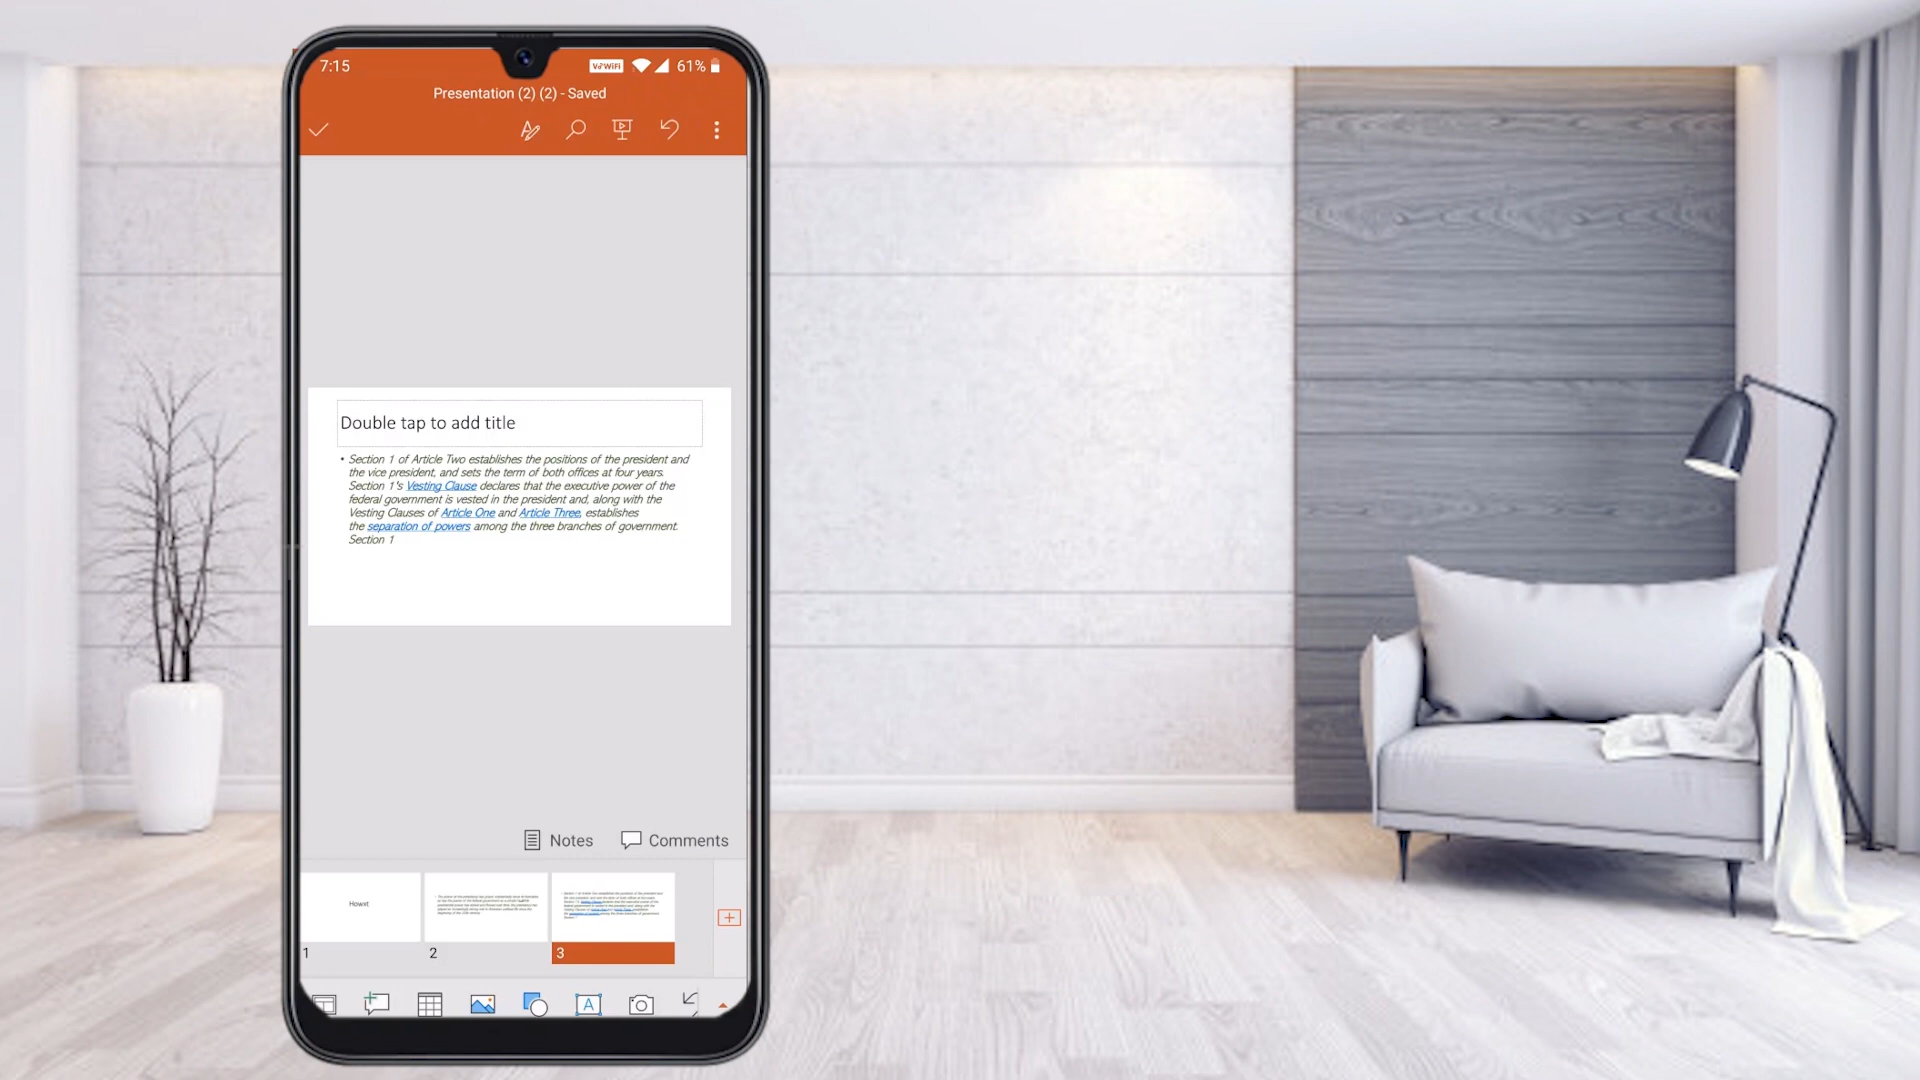 7:15
VoWiFi
61%
Presentation (2) (2) - Saved
Double tap to add title
• Section 1 of Article Two establishes the positions of the president and
the vice president, and sets the term of both offices at four years.
Section 1's Vesting Clause declares that the executive power of the
federal government is vested in the president and, along with the
Vesting Clauses of Article One and Article Three, establishes
the separation of powers among the three branches of government.
Section 1
Notes
Comments
Howxt
1
2
3
A